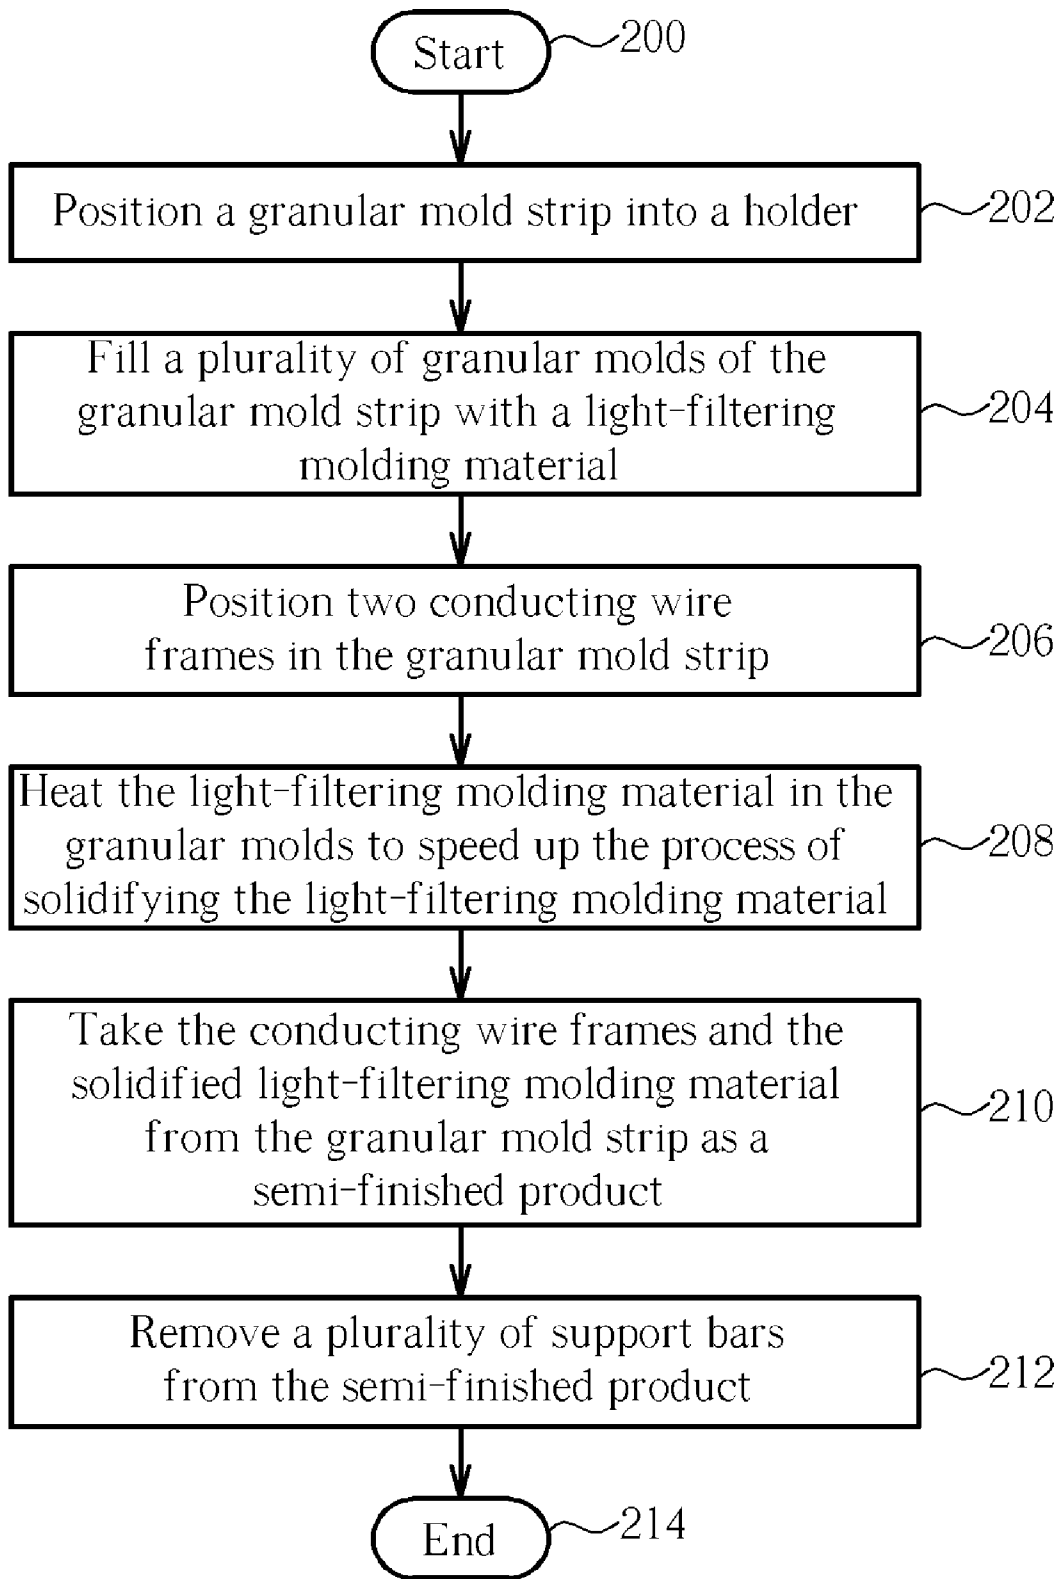 Start
200
Position a granular mold strip into a holder
202
Fill a plurality of granular molds of the
granular mold strip with a light-filtering
molding material
204
Position two conducting wire
frames in the granular mold strip
206
Heat the light-filtering molding material in the
granular molds to speed up the process of
solidifying the light-filtering molding material
208
Take the conducting wire frames and the
solidified light-filtering molding material
from the granular mold strip as a
semi-finished product
210
Remove a plurality of support bars
from the semi-finished product
212
End
214